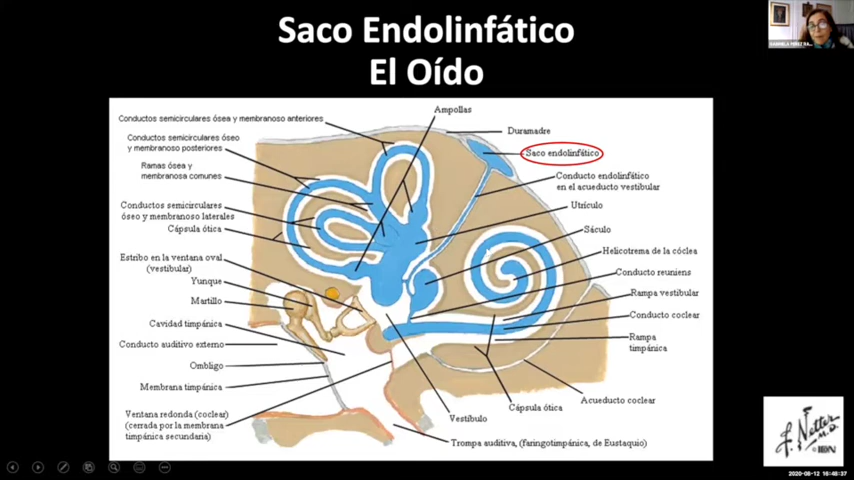 Saco Endolinfático
El Oído
Ampollas
Conductos semicirculares ósea y membranoso anteriores
Duramadre
Conductos semicirculares óseo
y membranoso posteriores
Saco endolinfático
Ramas ósea y
membranosa comunes
Conducto endolinfático
en el acueducto vestibular
Conductos semicirculares
óseo y membranoso laterales
Utrículo
Cápsula ótica
Sáculo
Estribo en la ventana oval
(vestibular)
Helicotrema de la cóclea
Conducto reuniens
Yunque
Rampa vestibular
Martillo
Conducto coclear
Cavidad timpánica
Rampa
timpánica
Conducto auditivo externo
Ombligo
Membrana timpánica
Acueducto coclear
Cápsula ótica
Ventana redonda (coclear)
(cerrada por la membrana
timpánica secundaria)
Vestíbulo
Trompa auditiva, (faringotimpánica, de Eustaquio)
F. Netter
M.D.
©IBN
2020-08-12 16:48:37